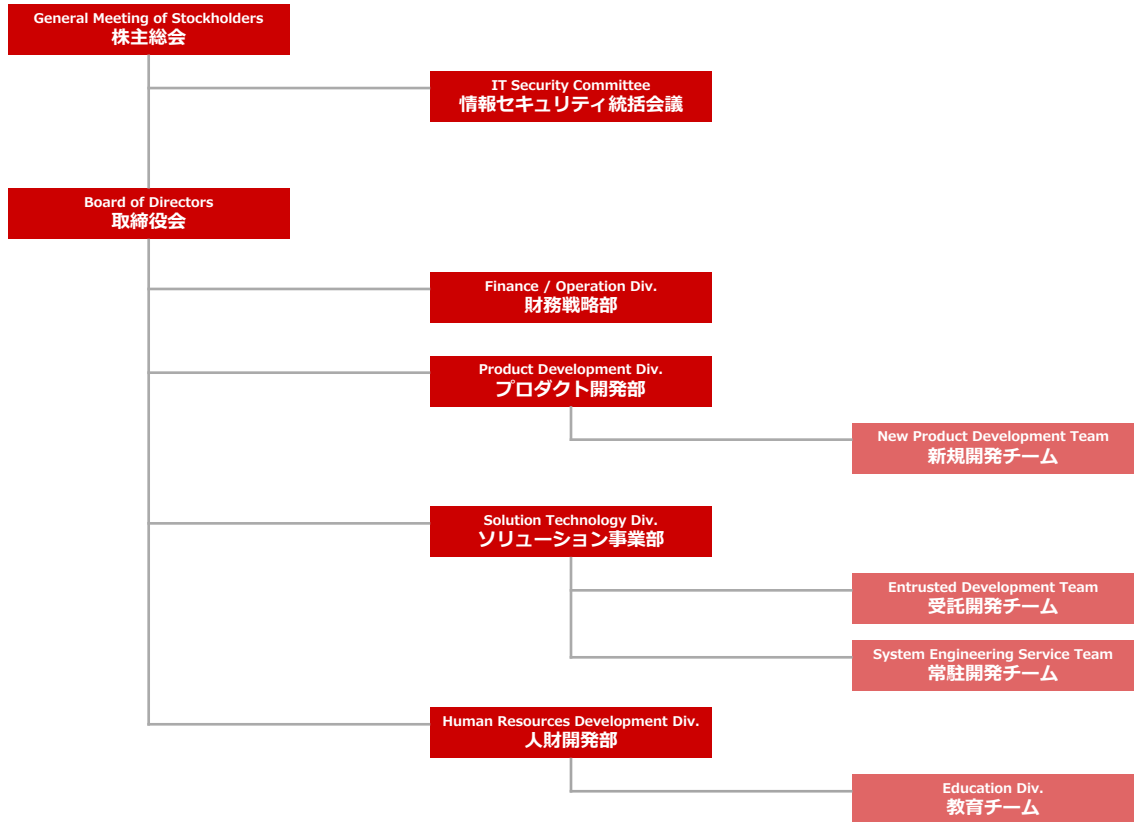 General Meeting of Stockholders
株主総会
IT Security Committee
情報セキュリティ統括会議
Board of Directors
取締役会
Finance / Operation Div.
財務戦略部
Product Development Div.
プロダクト開発部
New Product Development Team
新規開発チーム
Solution Technology Div.
ソリューション事業部
Entrusted Development Team
受託開発チーム
System Engineering Service Team
常駐開発チーム
Human Resources Development Div.
人財開発部
Education Div.
教育チーム